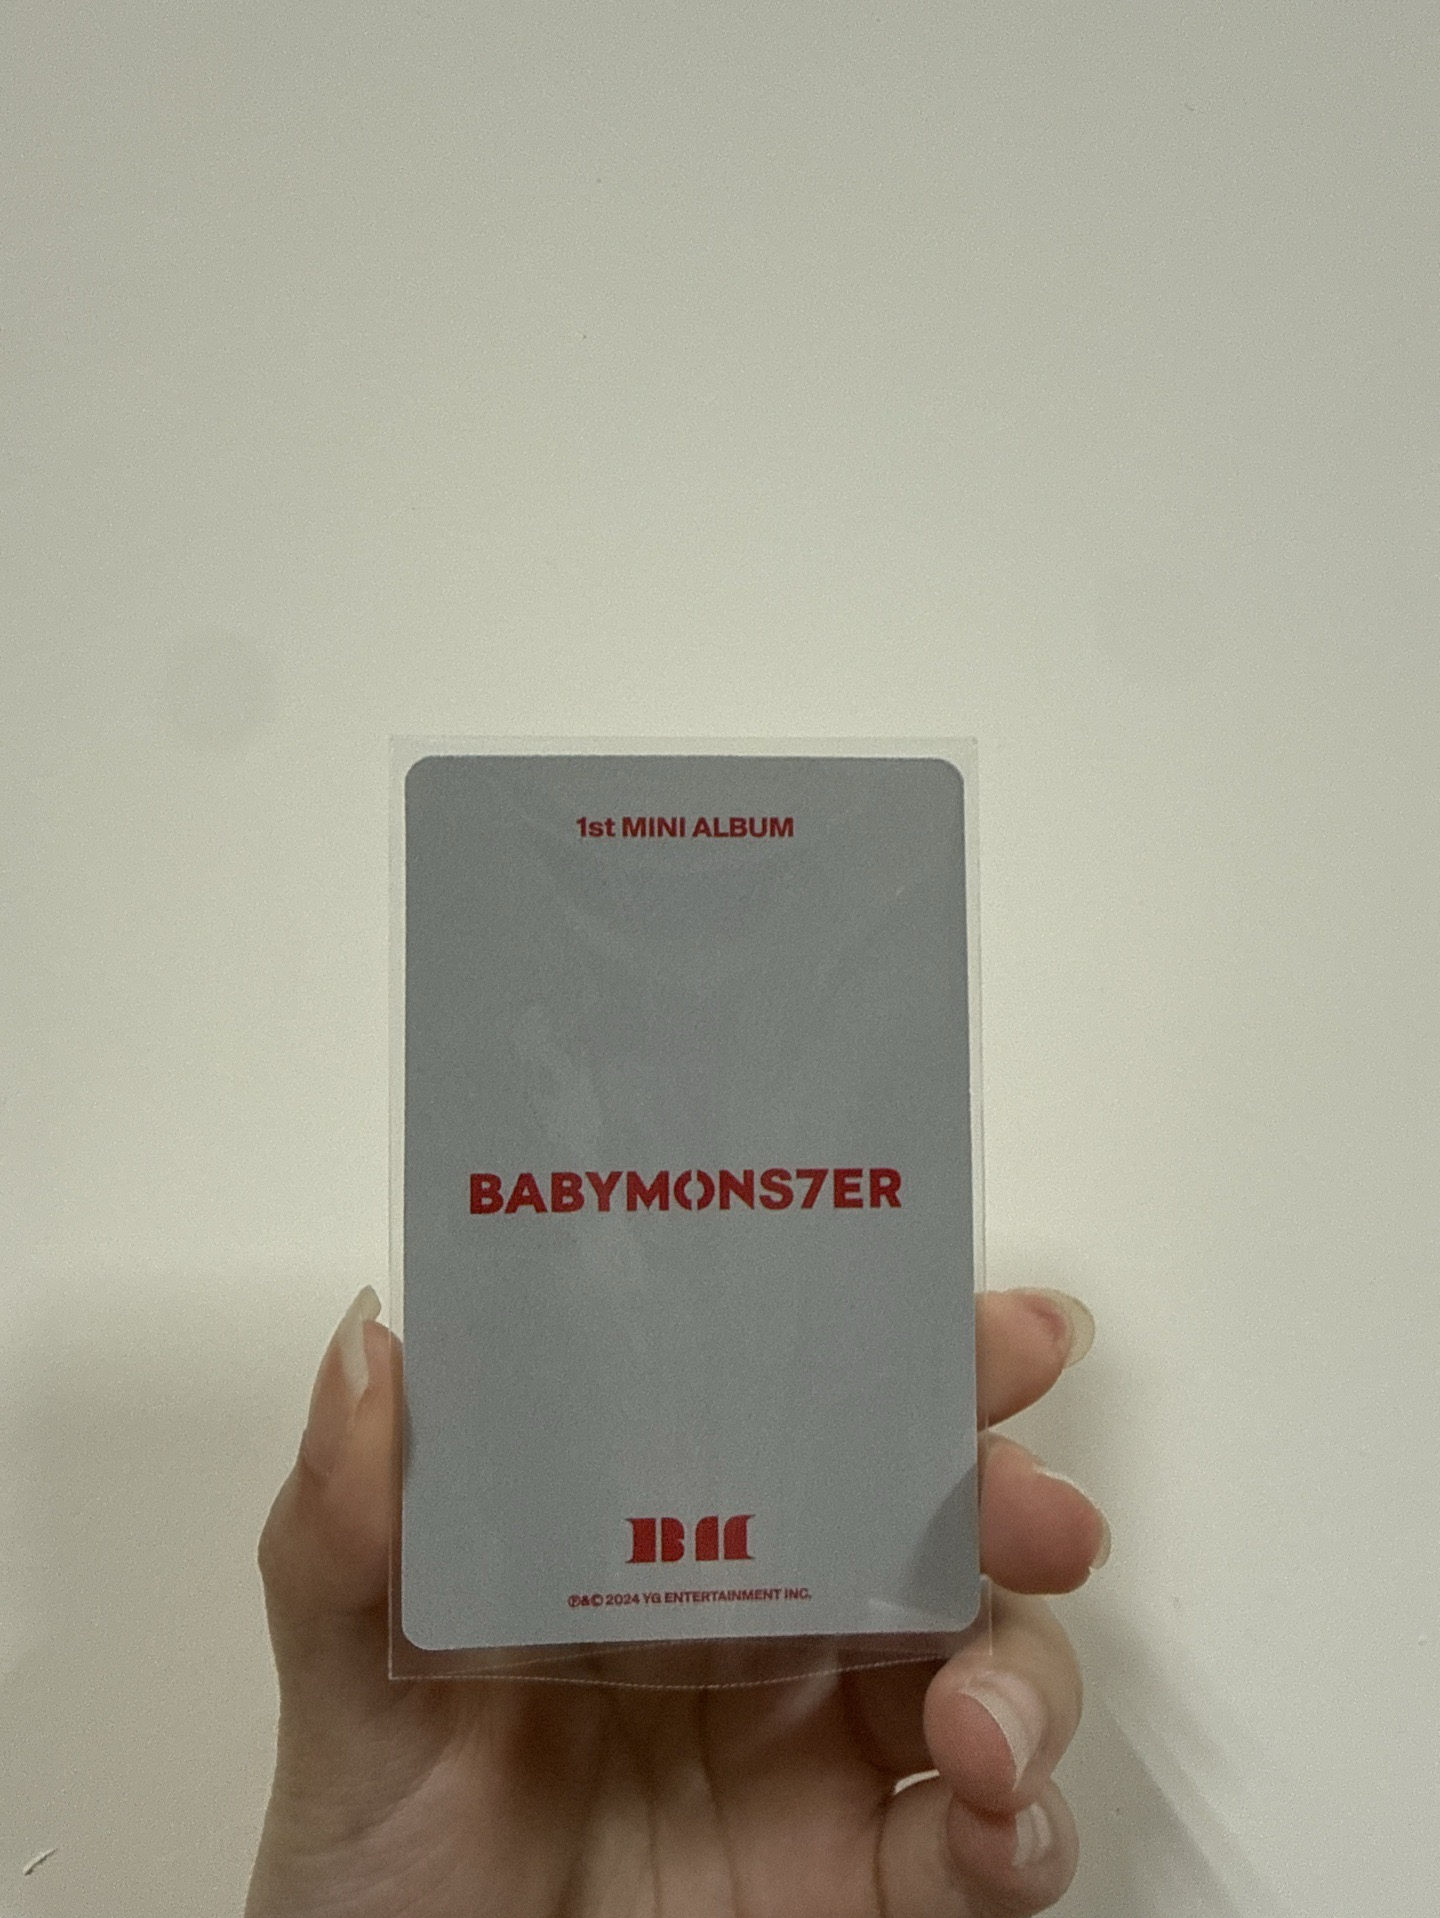 1st MINI ALBUM
BABYMONS7ER
BM
℗&© 2024 YG ENTERTAINMENT INC.